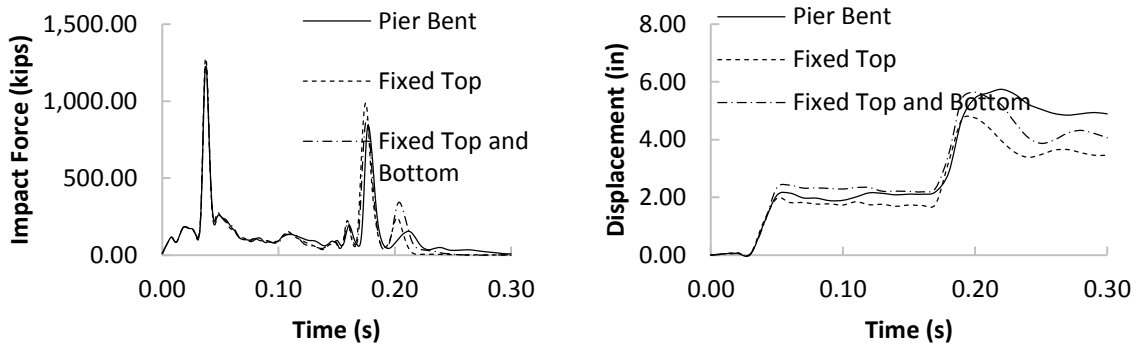 1,500.00
1,000.00
500.00
0.00
Impact Force (kips)
Pier Bent
Fixed Top
Fixed Top and
Bottom
0.00 0.10 0.20 0.30
Time (s)
8.00
6.00
4.00
2.00
0.00
Displacement (in)
Pier Bent
Fixed Top
Fixed Top and Bottom
0.00 0.10 0.20 0.30
Time (s)